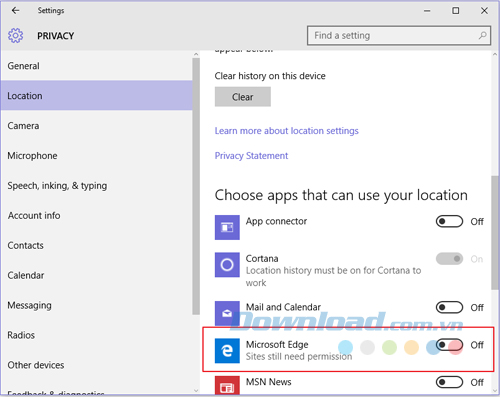 Settings
PRIVACY
Find a setting
General
Location
Camera
Microphone
Speech, inking, & typing
Account info
Contacts
Calendar
Messaging
Radios
Other devices
Feedback & diagnostics
appear below.
Clear history on this device
Clear
Learn more about location settings
Privacy Statement
Choose apps that can use your location
App connector
Off
Cortana
On
Location history must be on for Cortana to
work
Mail and Calendar
Off
Download.com.vn
Microsoft Edge
Off
Sites still need permission
MSN News
Off